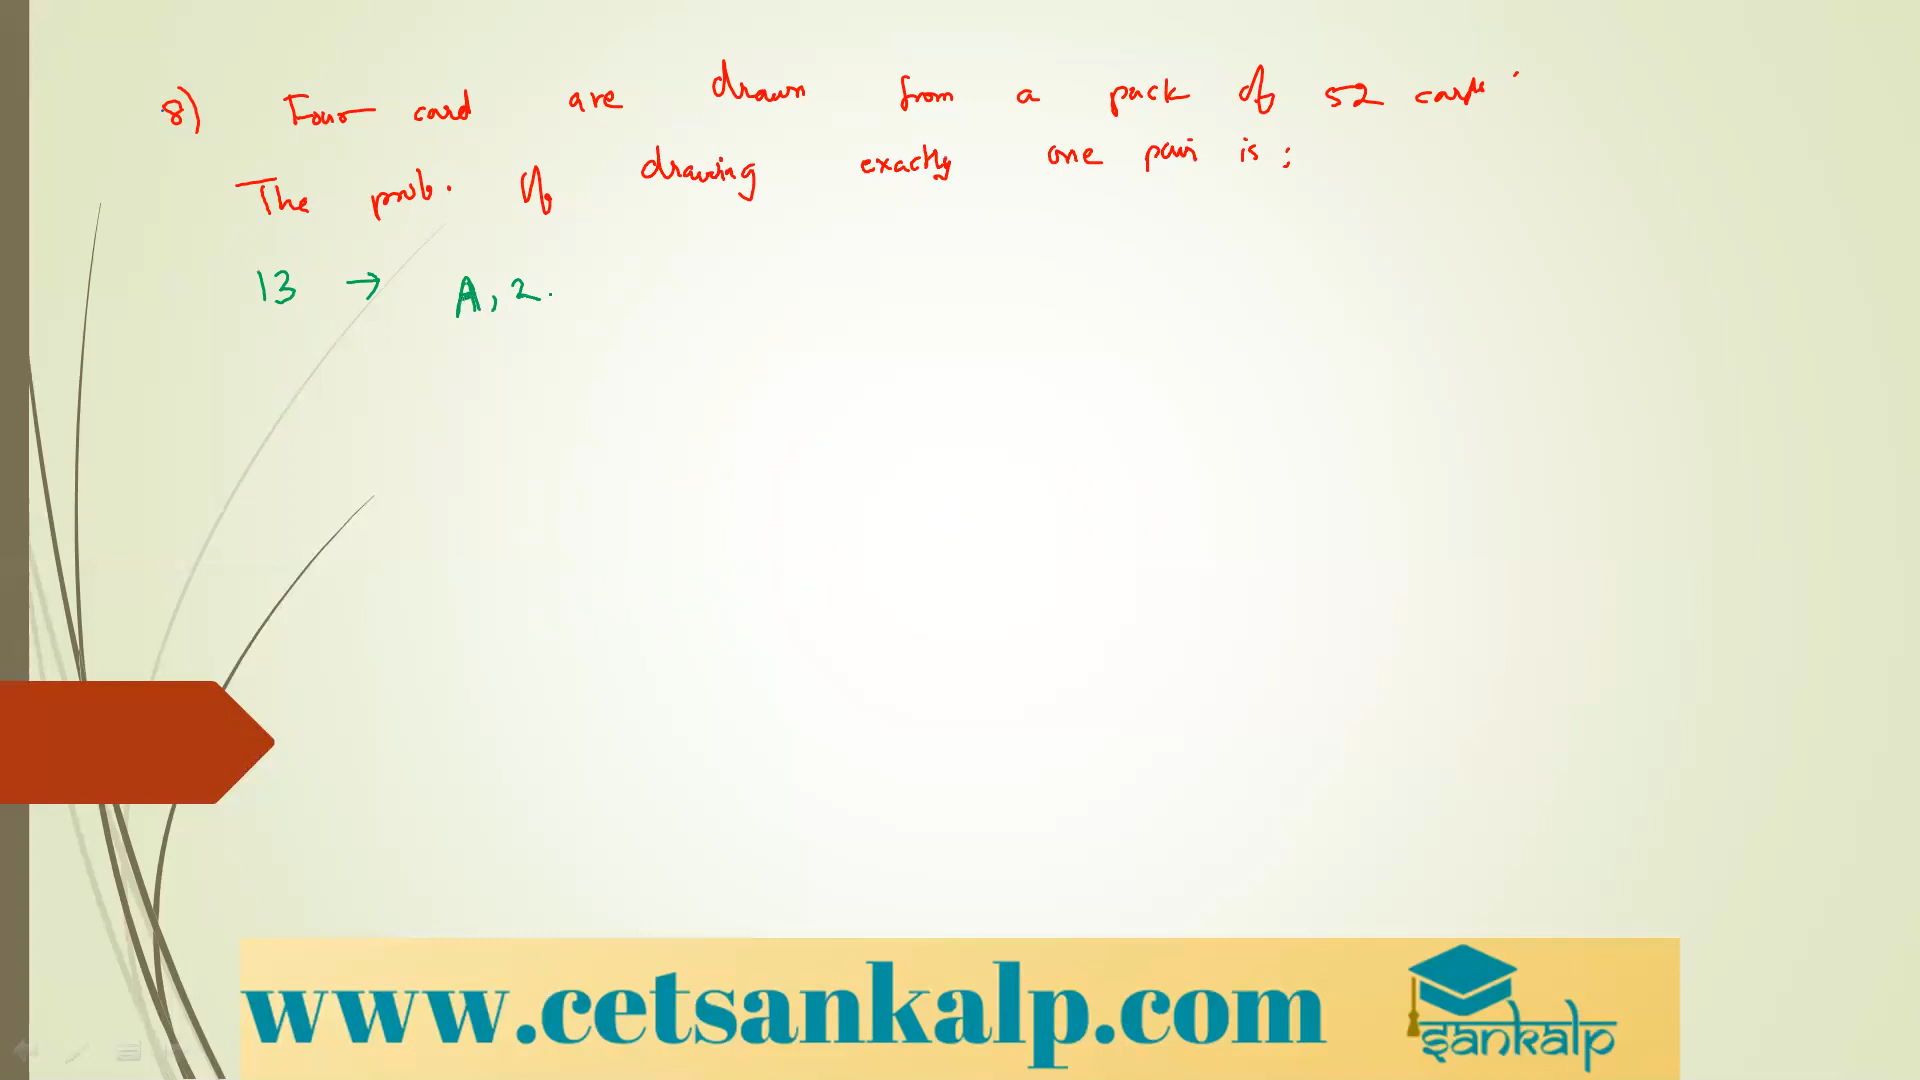 8) Four card are drawn from a pack of 52 cards.
The prob. of drawing exactly one pair is :
13 → A, 2.
www.cetsankalp.com
sankalp